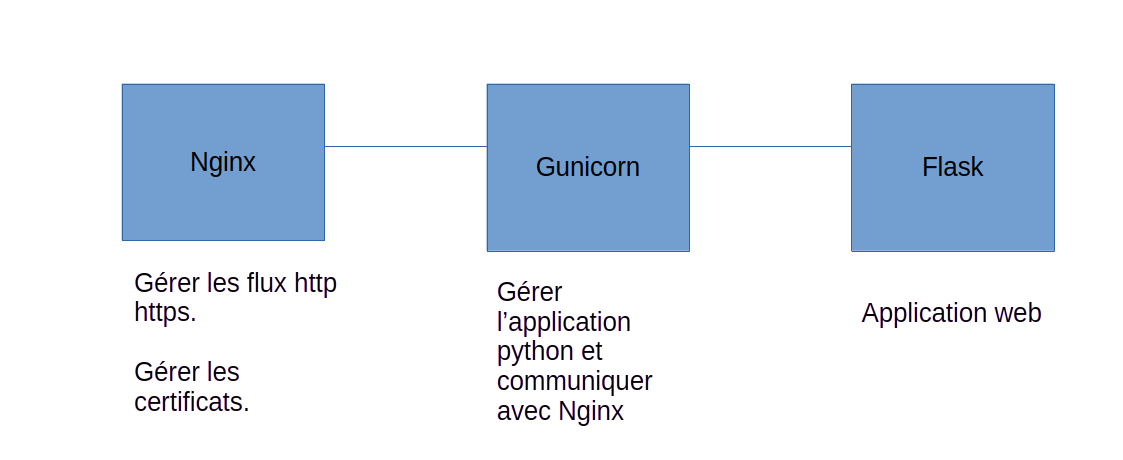 Nginx
Gunicorn
Flask
Gérer les flux http
https.
Gérer les
certificats.
Gérer
l’application
python et
communiquer
avec Nginx
Application web